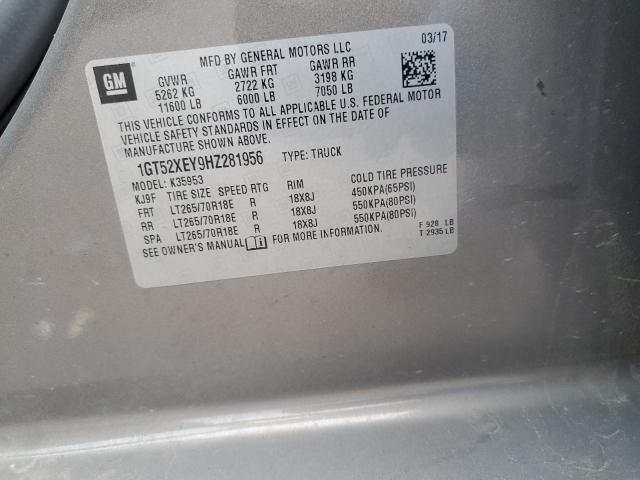 GM
MFD BY GENERAL MOTORS LLC 03/17
GVWR GAWR FRT GAWR RR
5262 KG 2722 KG 3198 KG
11600 LB 6000 LB 7050 LB
THIS VEHICLE CONFORMS TO ALL APPLICABLE U.S. FEDERAL MOTOR
VEHICLE SAFETY STANDARDS IN EFFECT ON THE DATE OF
MANUFACTURE SHOWN ABOVE.
1GT52XEY9HZ281956 TYPE: TRUCK
MODEL: K35953
KJ9F TIRE SIZE SPEED RTG RIM COLD TIRE PRESSURE
FRT LT265/70R18E R 18X8J 450KPA(65PSI)
RR LT265/70R18E R 18X8J 550KPA(80PSI)
SPA LT265/70R18E R 18X8J 550KPA(80PSI)
SEE OWNER'S MANUAL FOR MORE INFORMATION.
F 928 LB
T 2935 LB